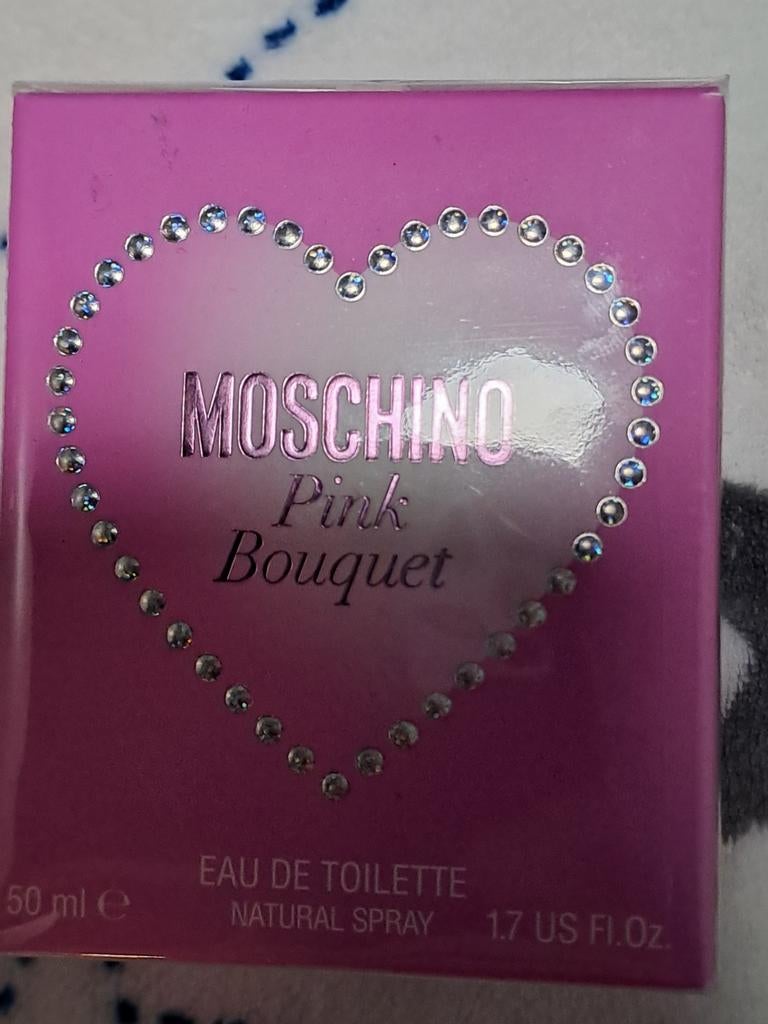 MOSCHINO
Pink
Bouquet
EAU DE TOILETTE
50 ml ℮ NATURAL SPRAY 1.7 US Fl.Oz.